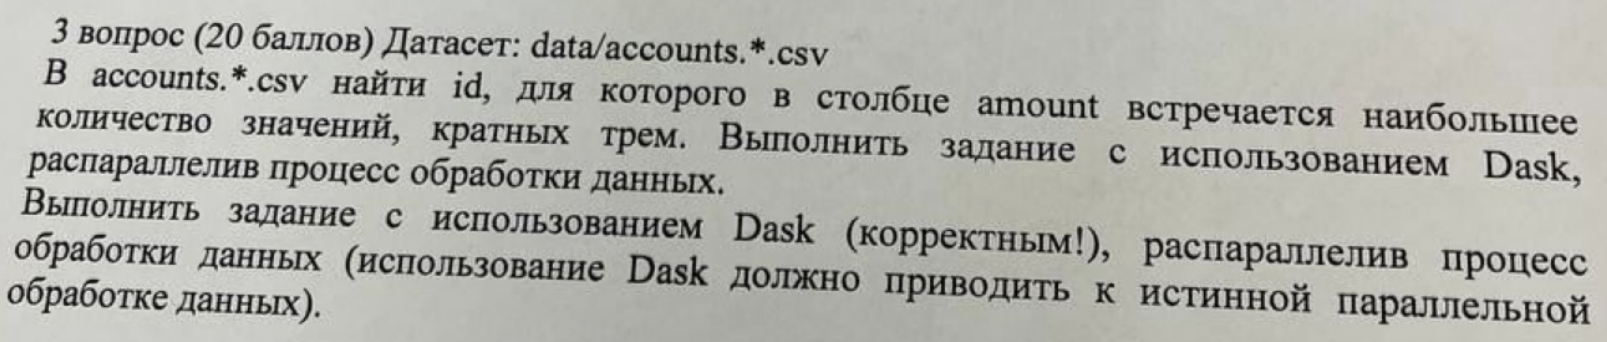 3 вопрос (20 баллов) Датасет: data/accounts.*.csv
В accounts.*.csv найти id, для которого в столбце amount встречается наибольшее
количество значений, кратных трем. Выполнить задание с использованием Dask,
распараллелив процесс обработки данных.
Выполнить задание с использованием Dask (корректным!), распараллелив процесс
обработки данных (использование Dask должно приводить к истинной параллельной
обработке данных).